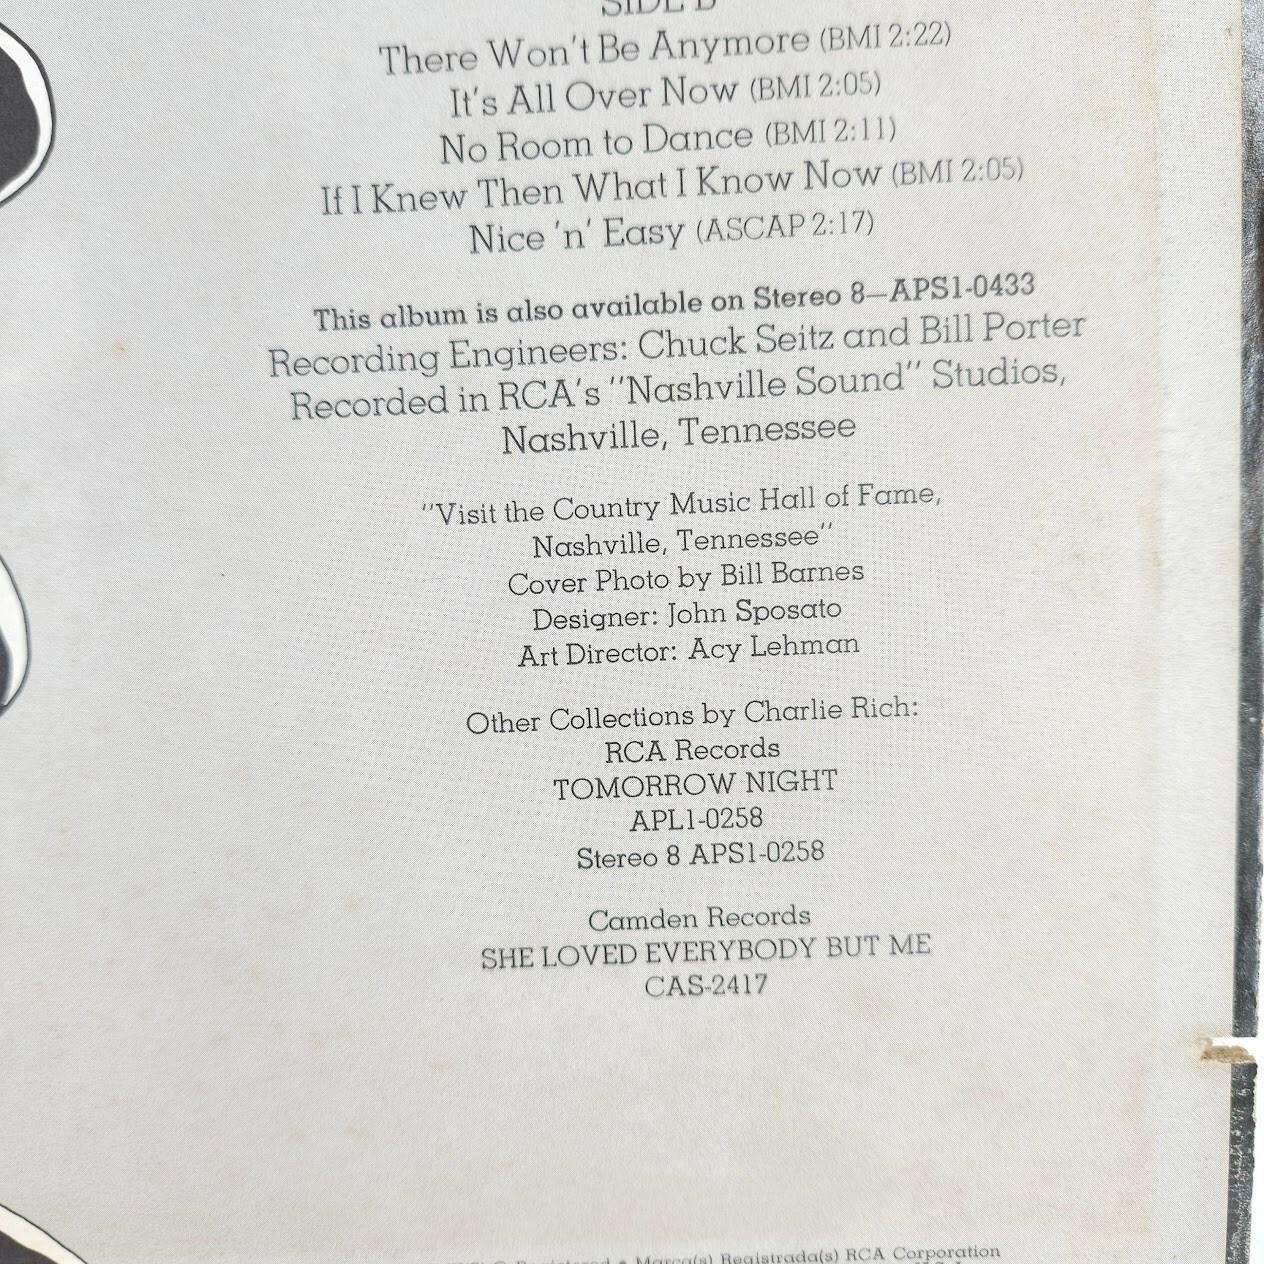 SIDE B
There Won't Be Anymore (BMI 2:22)
It's All Over Now (BMI 2:05)
No Room to Dance (BMI 2:11)
If I Knew Then What I Know Now (BMI 2:05)
Nice 'n' Easy (ASCAP 2:17)
This album is also available on Stereo 8—APS1-0433
Recording Engineers: Chuck Seitz and Bill Porter
Recorded in RCA's "Nashville Sound" Studios,
Nashville, Tennessee
"Visit the Country Music Hall of Fame,
Nashville, Tennessee"
Cover Photo by Bill Barnes
Designer: John Sposato
Art Director: Acy Lehman
Other Collections by Charlie Rich:
RCA Records
TOMORROW NIGHT
APL1-0258
Stereo 8 APS1-0258
Camden Records
SHE LOVED EVERYBODY BUT ME
CAS-2417
Registered • Marca(s) Registrada(s) RCA Corporation